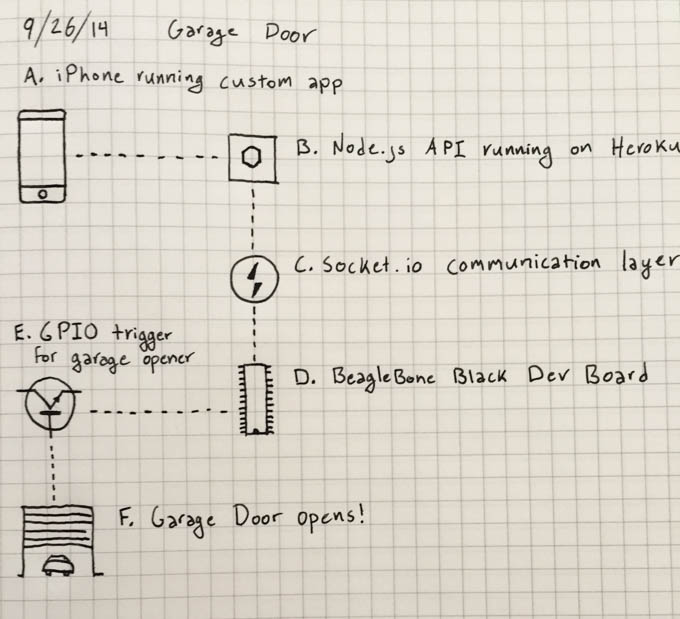 9/26/14 Garage Door
A. iPhone running custom app
B. Node.js API running on Heroku
C. Socket.io communication layer
E. GPIO trigger
for garage opener
D. BeagleBone Black Dev Board
F. Garage Door opens!